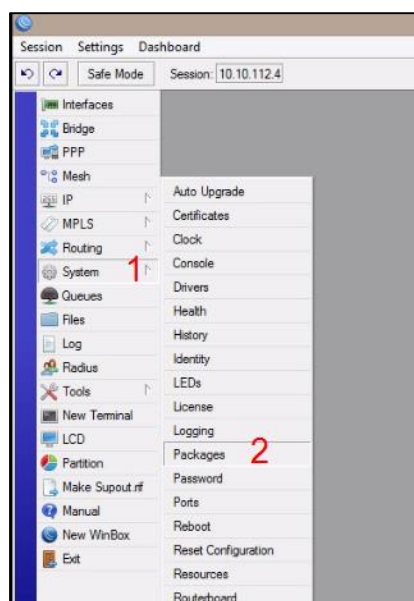 Session Settings Dashboard
Safe Mode Session: 10.10.112.4
Interfaces
Bridge
PPP
Mesh
IP
MPLS
Routing
System 1
Queues
Files
Log
Radius
Tools
New Terminal
LCD
Partition
Make Supout.rif
Manual
New WinBox
Exit
Auto Upgrade
Certificates
Clock
Console
Drivers
Health
History
Identity
LEDs
License
Logging
Packages 2
Password
Ports
Reboot
Reset Configuration
Resources
Routerboard